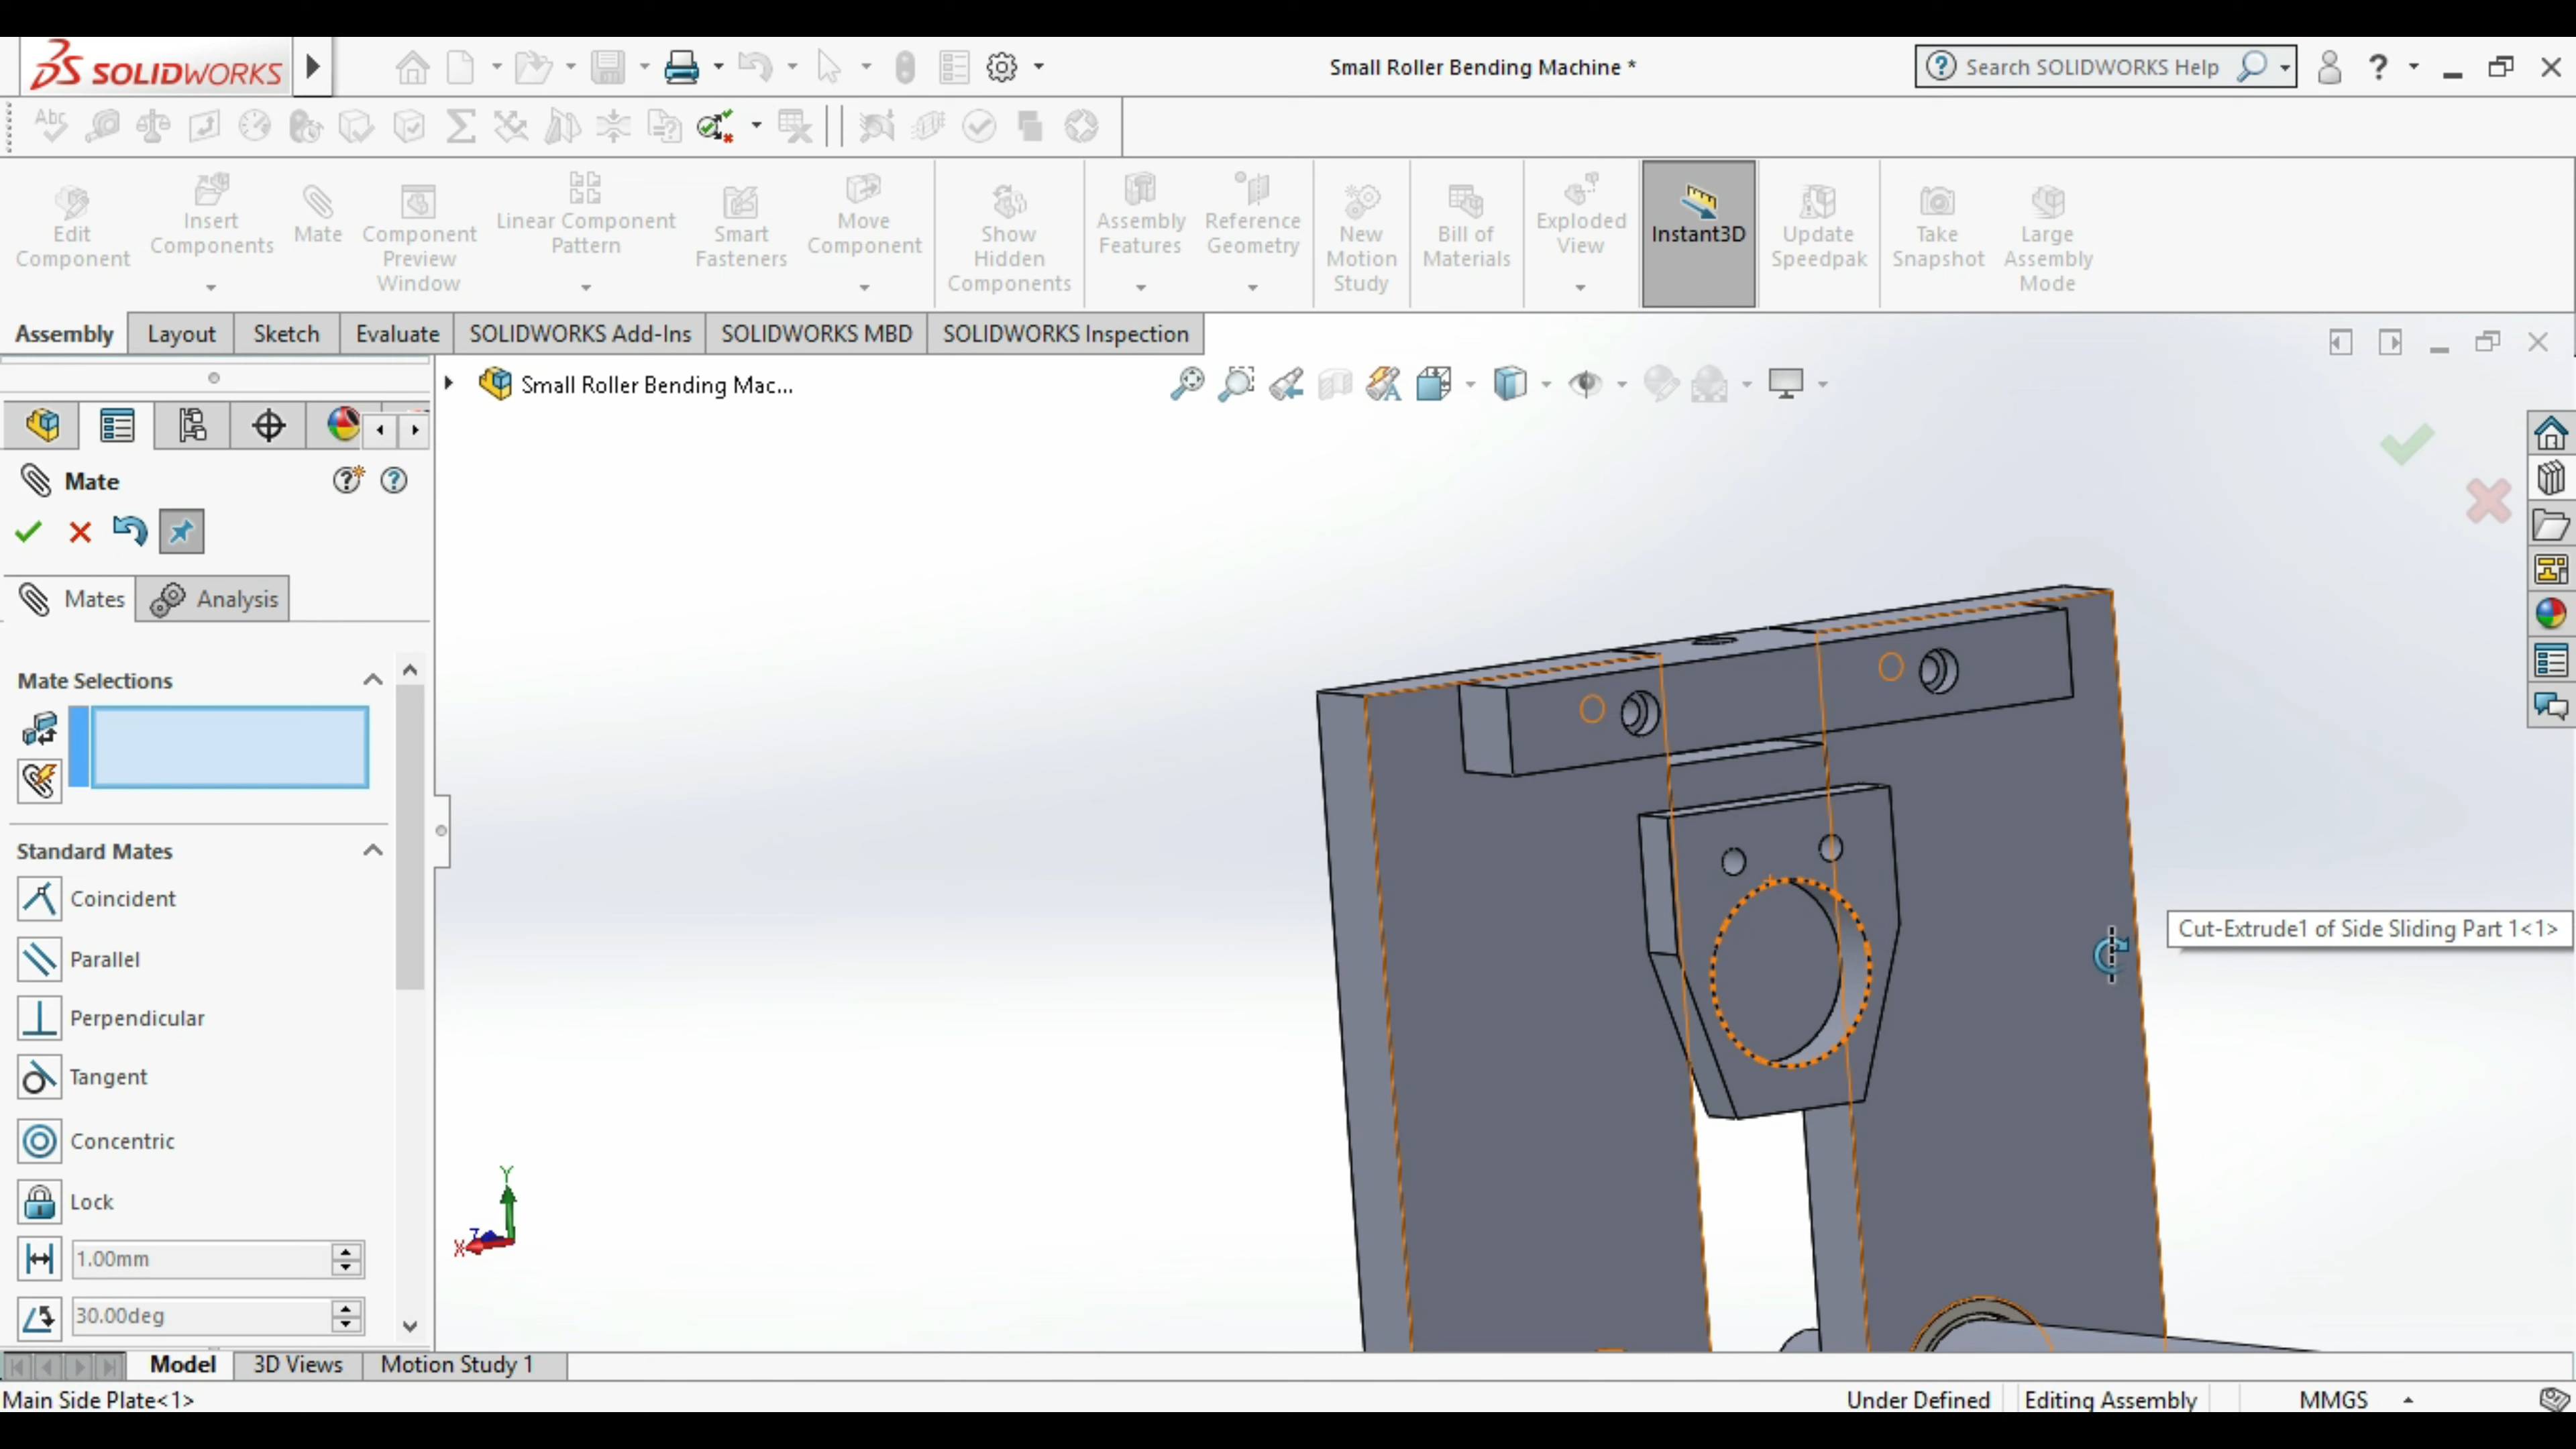 SOLIDWORKS
Small Roller Bending Machine *
Search SOLIDWORKS Help
?
Abc
Edit
Component
Insert
Components
Mate
Component
Preview
Window
Linear Component
Pattern
Smart
Fasteners
Move
Component
Show
Hidden
Components
Assembly
Features
Reference
Geometry
New
Motion
Study
Bill of
Materials
Exploded
View
Instant3D
Update
Speedpak
Take
Snapshot
Large
Assembly
Mode
Assembly
Layout
Sketch
Evaluate
SOLIDWORKS Add-Ins
SOLIDWORKS MBD
SOLIDWORKS Inspection
Small Roller Bending Mac...
Mate
Mates
Analysis
Mate Selections
Standard Mates
Coincident
Parallel
Perpendicular
Tangent
Concentric
Lock
1.00mm
30.00deg
Cut-Extrude1 of Side Sliding Part 1<1>
Y
Z
X
Model
3D Views
Motion Study 1
Main Side Plate<1>
Under Defined
Editing Assembly
MMGS